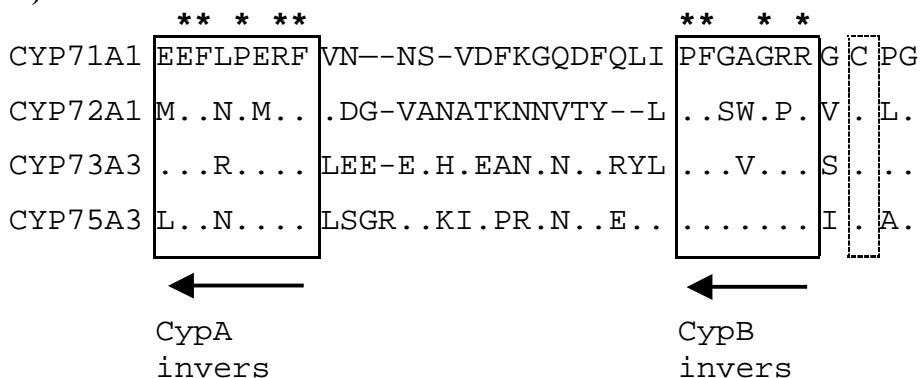 ** * ** ** * *
CYP71A1 EEFLPERF VN--NS-VDFKGQDFQLI PFGAGRR G C PG
CYP72A1 M..N.M.. .DG-VANATKNNVTY--L ..SW.P. V . L.
CYP73A3 ...R.... LEE-E.H.EAN.N..RYL ...V... S . ..
CYP75A3 L..N.... LSGR..KI.PR.N..E.. ....... I . A.
CypA CypB
invers invers